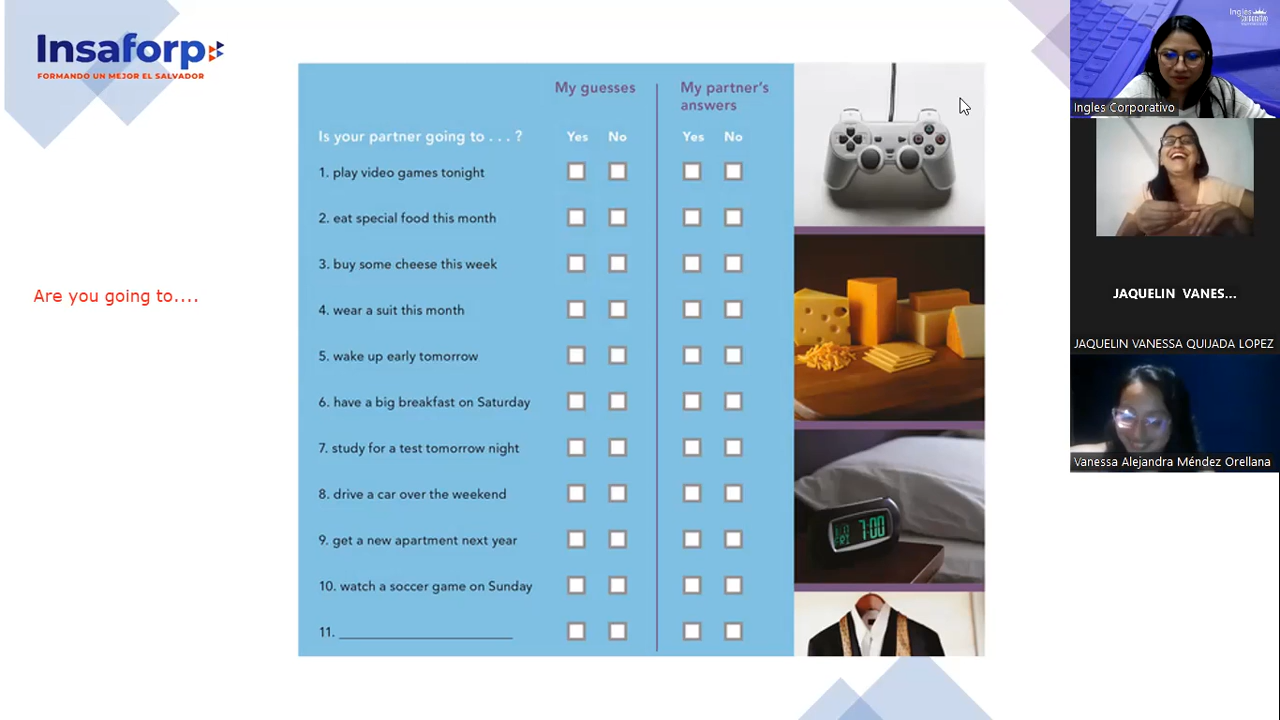 Insaforp
FORMANDO UN MEJOR EL SALVADOR
Are you going to....
My guesses
My partner's
answers
Is your partner going to . . . ?
Yes
No
Yes
No
1. play video games tonight
2. eat special food this month
3. buy some cheese this week
4. wear a suit this month
5. wake up early tomorrow
6. have a big breakfast on Saturday
7. study for a test tomorrow night
8. drive a car over the weekend
9. get a new apartment next year
10. watch a soccer game on Sunday
11. ____________________
7:00
FRI
Ingles
corporativo
Ingles Corporativo
JAQUELIN VANES...
JAQUELIN VANESSA QUIJADA LOPEZ
Vanessa Alejandra Méndez Orellana